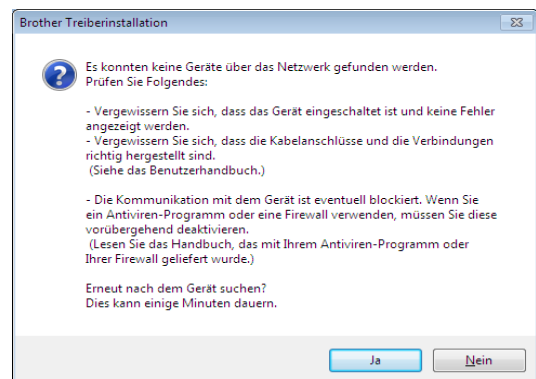 Brother Treiberinstallation
Es konnten keine Geräte über das Netzwerk gefunden werden.
Prüfen Sie Folgendes:
- Vergewissern Sie sich, dass das Gerät eingeschaltet ist und keine Fehler
angezeigt werden.
- Vergewissern Sie sich, dass die Kabelanschlüsse und die Verbindungen
richtig hergestellt sind.
(Siehe das Benutzerhandbuch.)
- Die Kommunikation mit dem Gerät ist eventuell blockiert. Wenn Sie
ein Antiviren-Programm oder eine Firewall verwenden, müssen Sie diese
vorübergehend deaktivieren.
(Lesen Sie das Handbuch, das mit Ihrem Antiviren-Programm oder
Ihrer Firewall geliefert wurde.)
Erneut nach dem Gerät suchen?
Dies kann einige Minuten dauern.
Ja
Nein